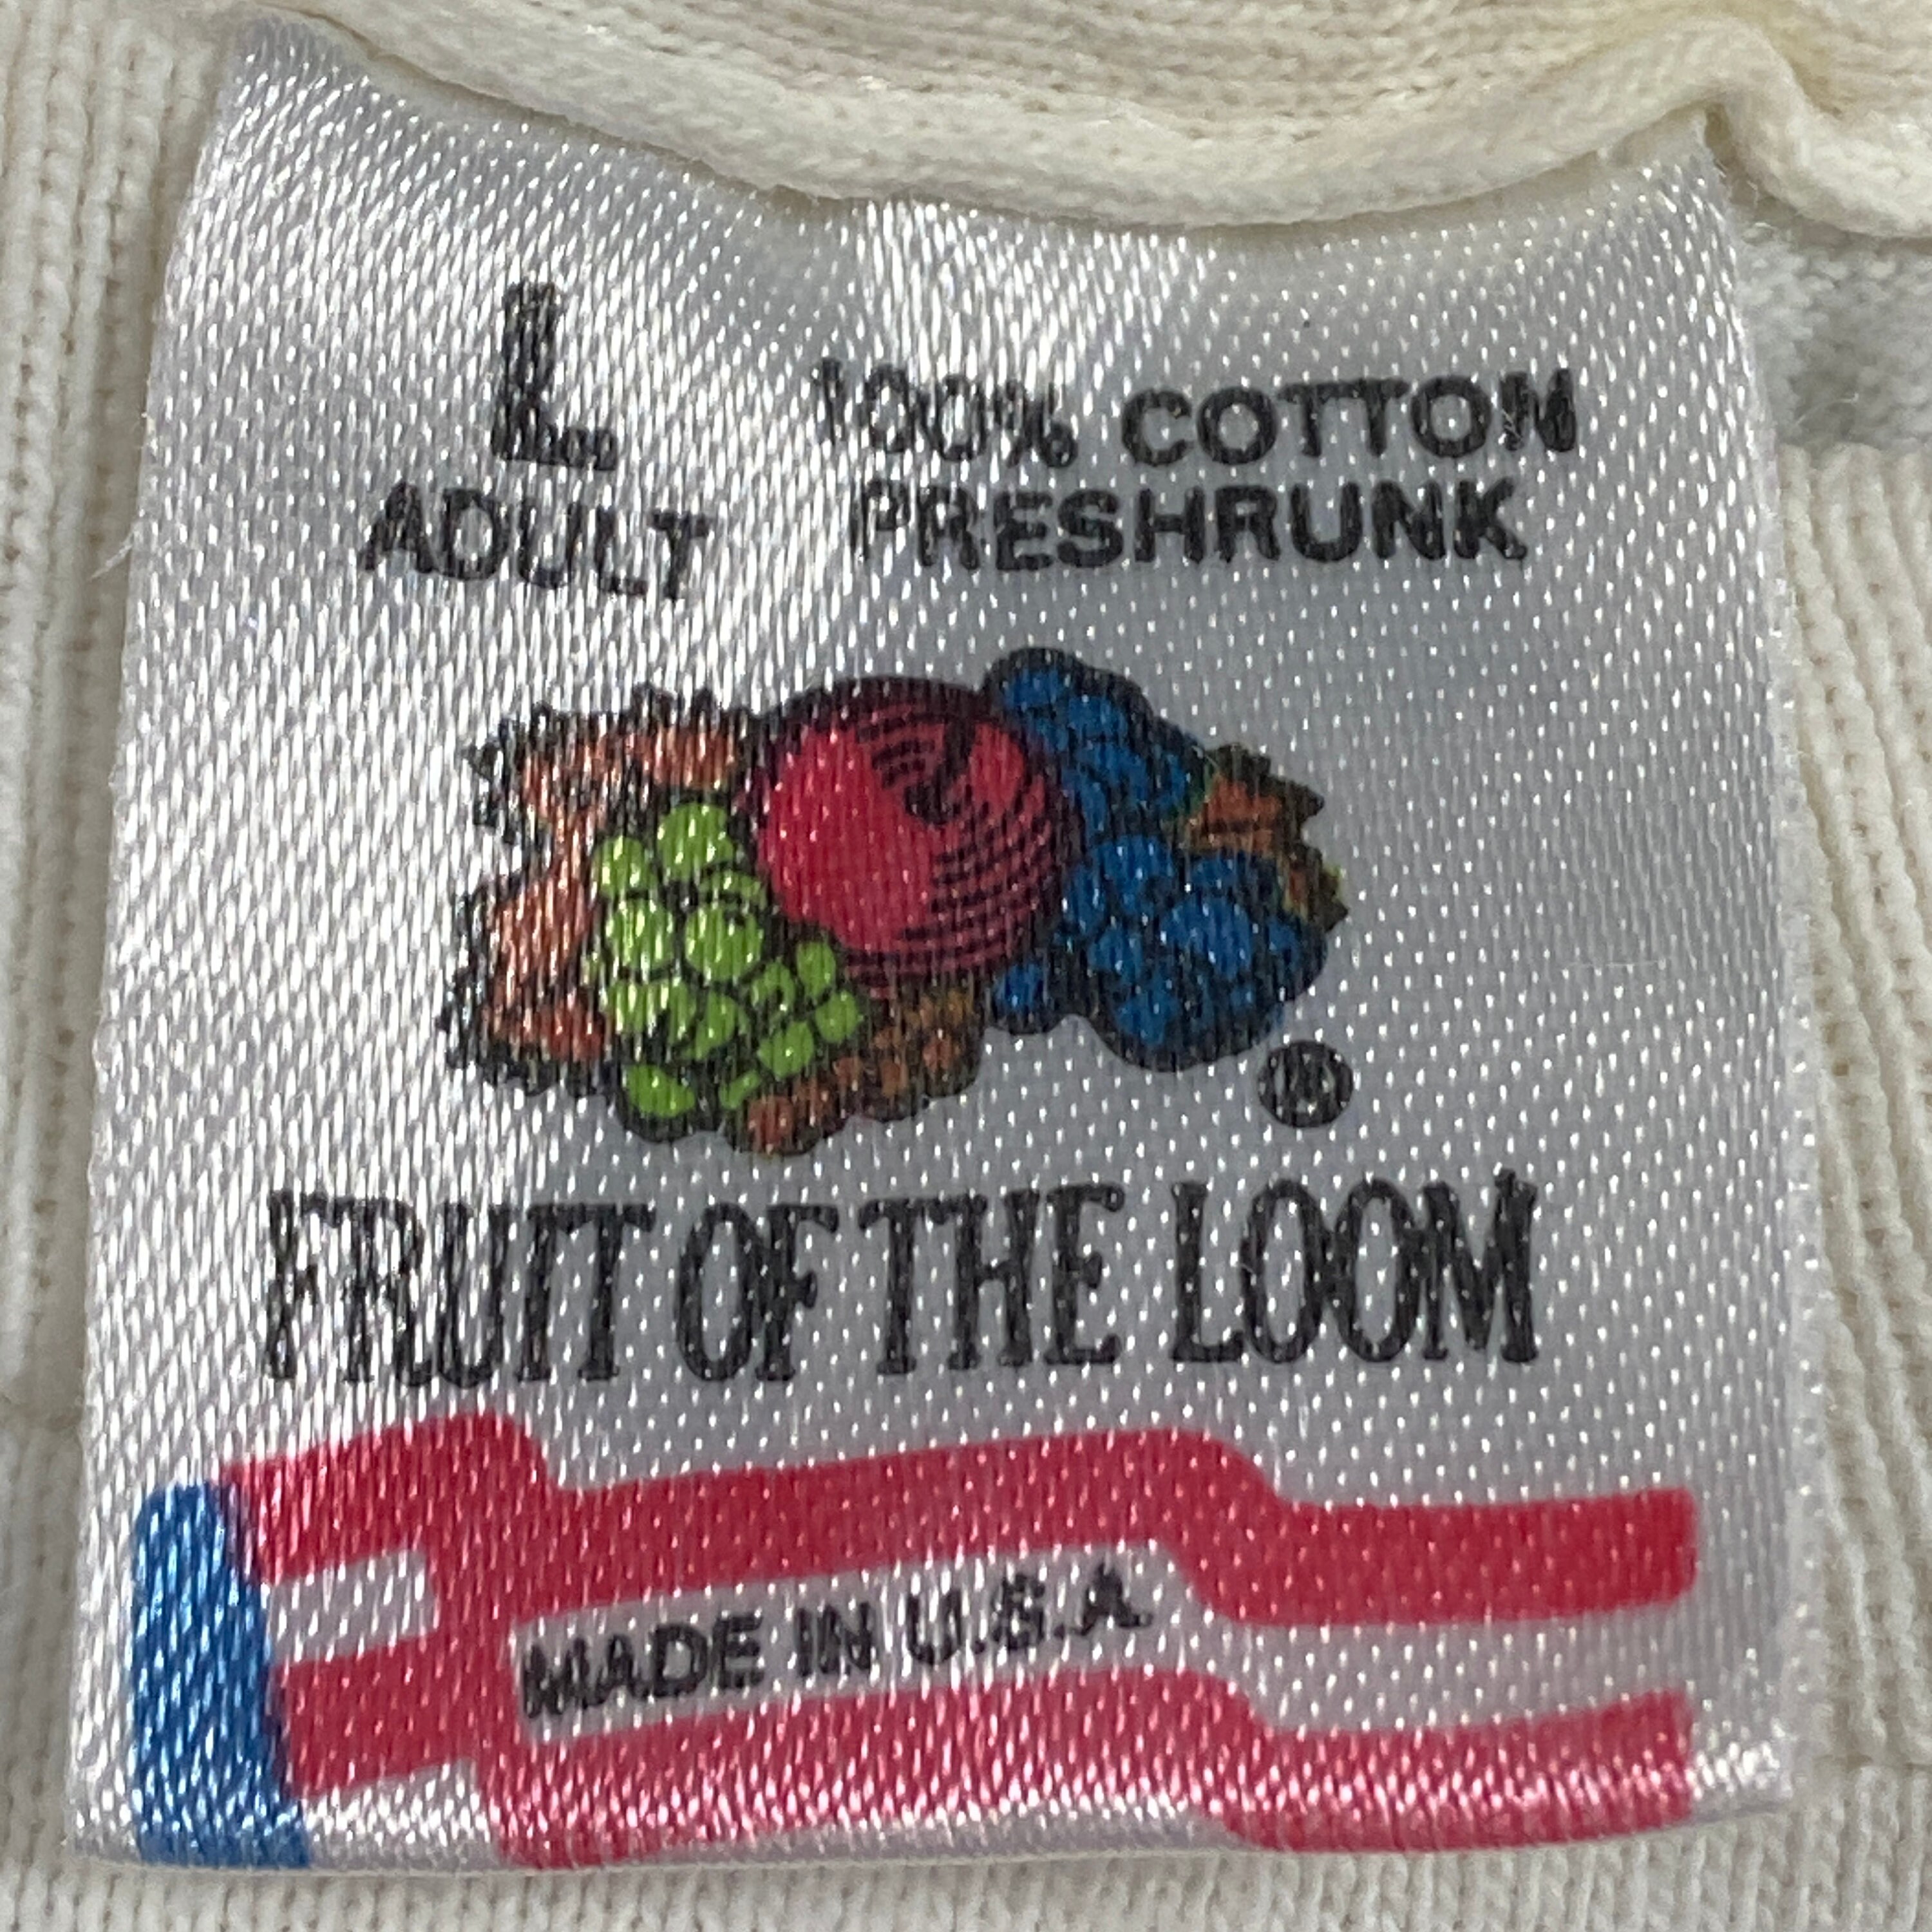 L
ADULT
100% COTTON
PRESHRUNK
®
FRUIT OF THE LOOM
MADE IN U.S.A